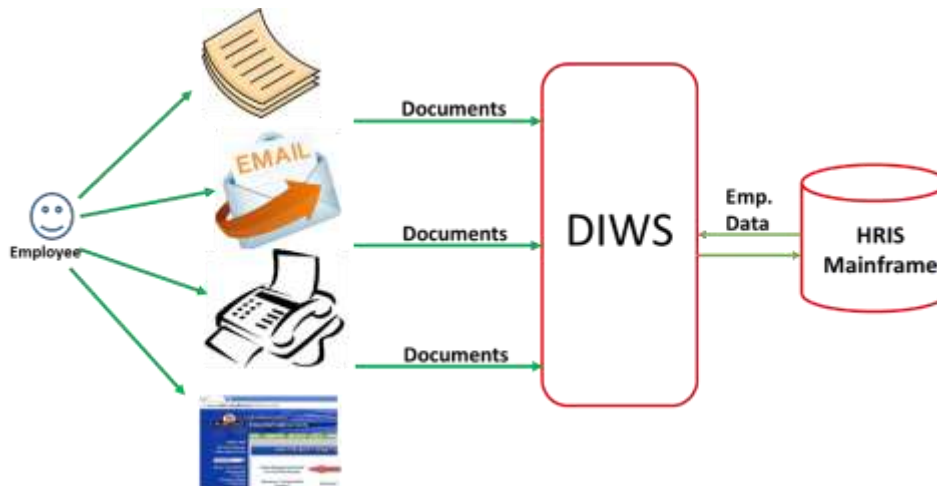 Documents
EMAIL
Employee
Documents
Documents
DIWS
Emp.
Data
HRIS
Mainframe